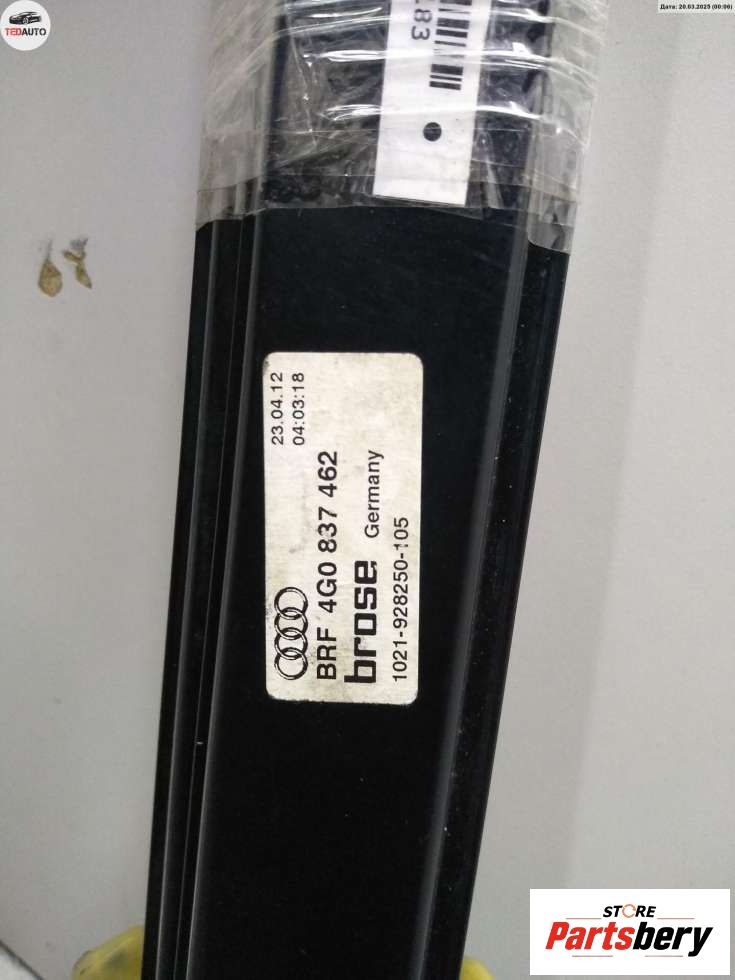 TEDAUTO
Дата: 20.03.2025 (00:06)
83
23.04.12
04:03:18
BRF 4G0 837 462
brose Germany
1021-928250-105
STORE
Partsbery